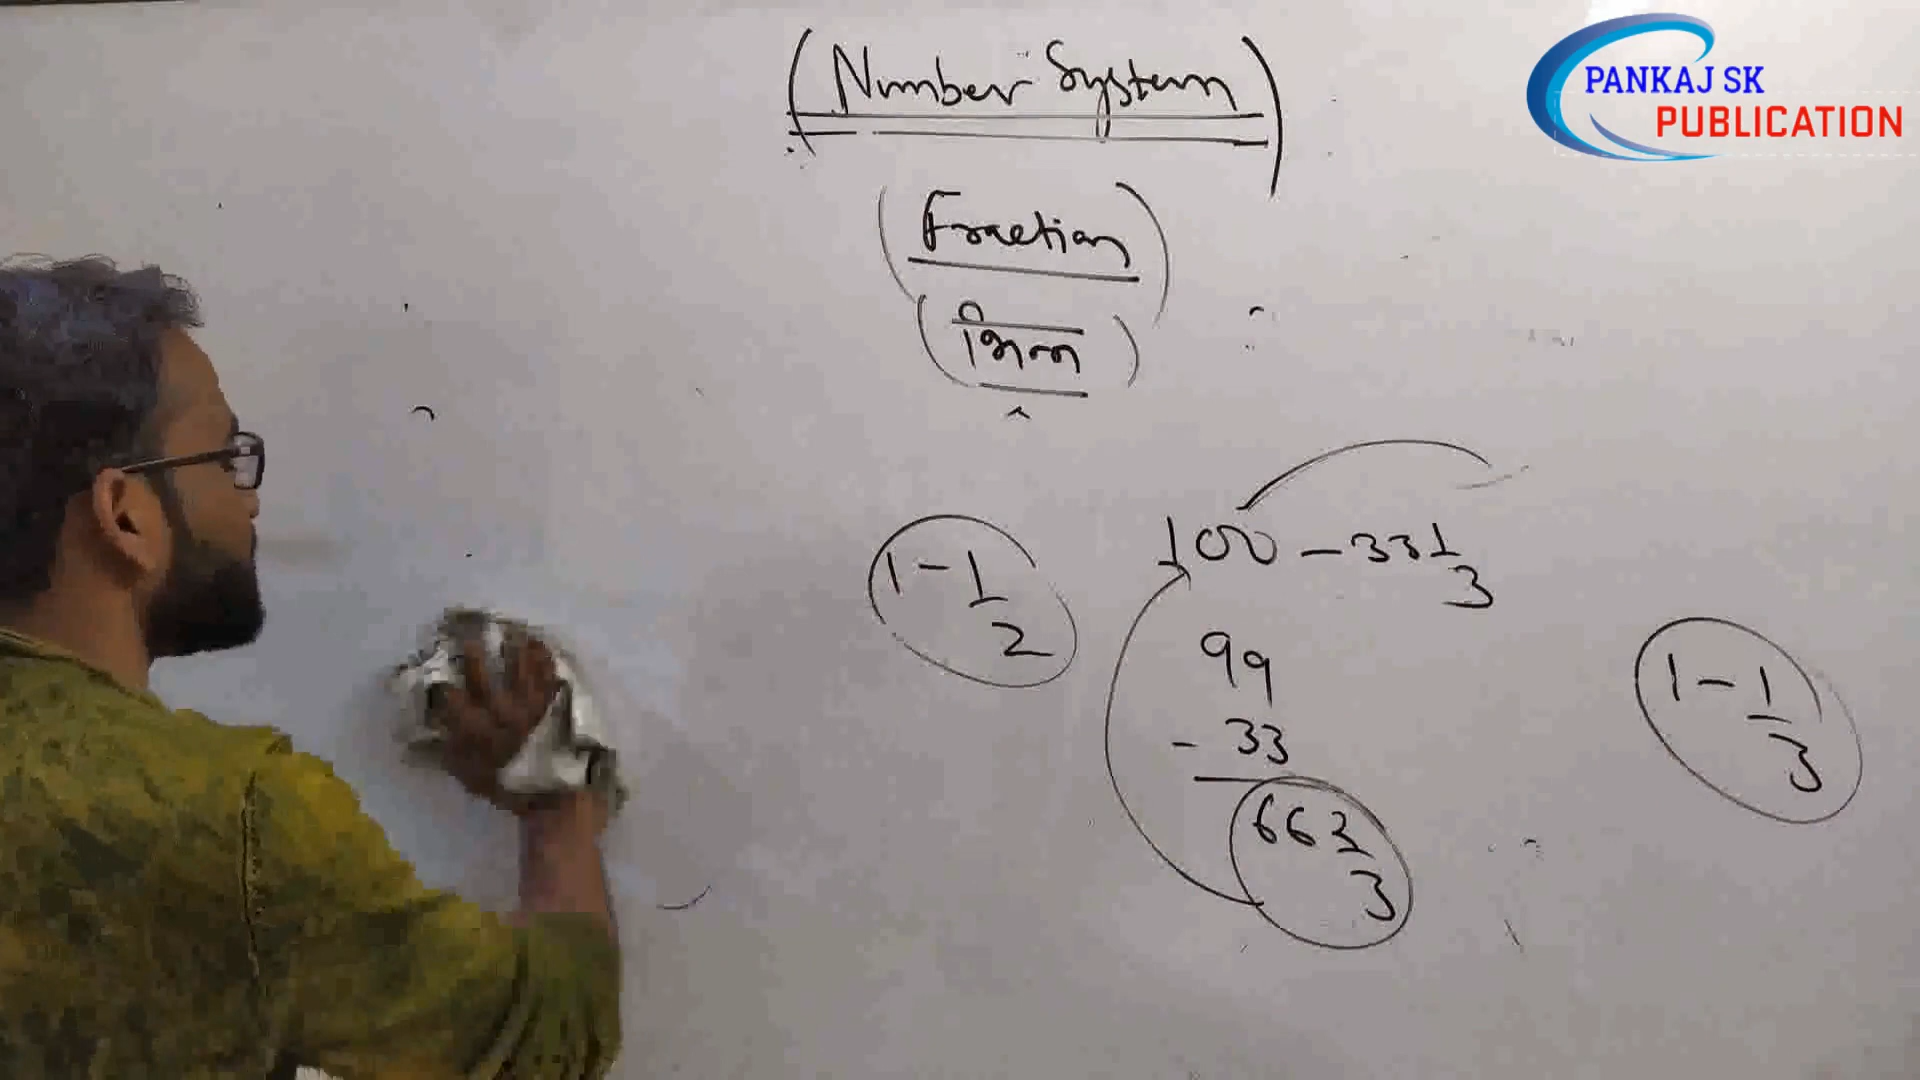 (Number System)
PANKAJ SK
PUBLICATION
(Fraction)
(भिन्न)
100 - 33 1/3
1 - 1/2
99
- 33
66 2/3
1 - 1/3